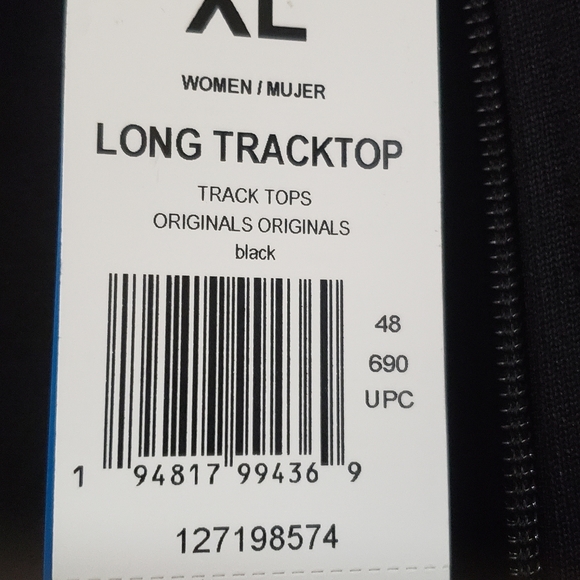 XL
WOMEN / MUJER
LONG TRACKTOP
TRACK TOPS
ORIGINALS ORIGINALS
black
48
690
UPC
1 94817 99436 9
127198574